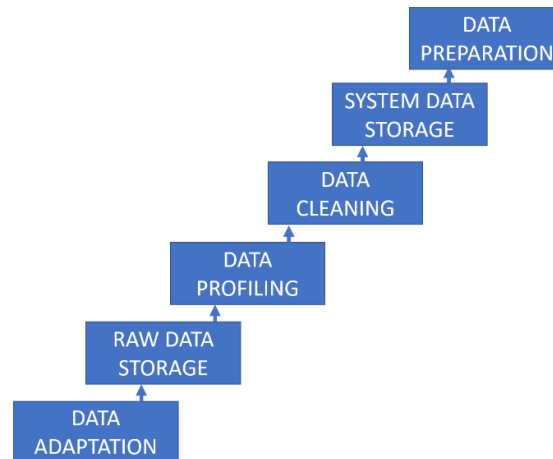 DATA
PREPARATION
SYSTEM DATA
STORAGE
DATA
CLEANING
DATA
PROFILING
RAW DATA
STORAGE
DATA
ADAPTATION